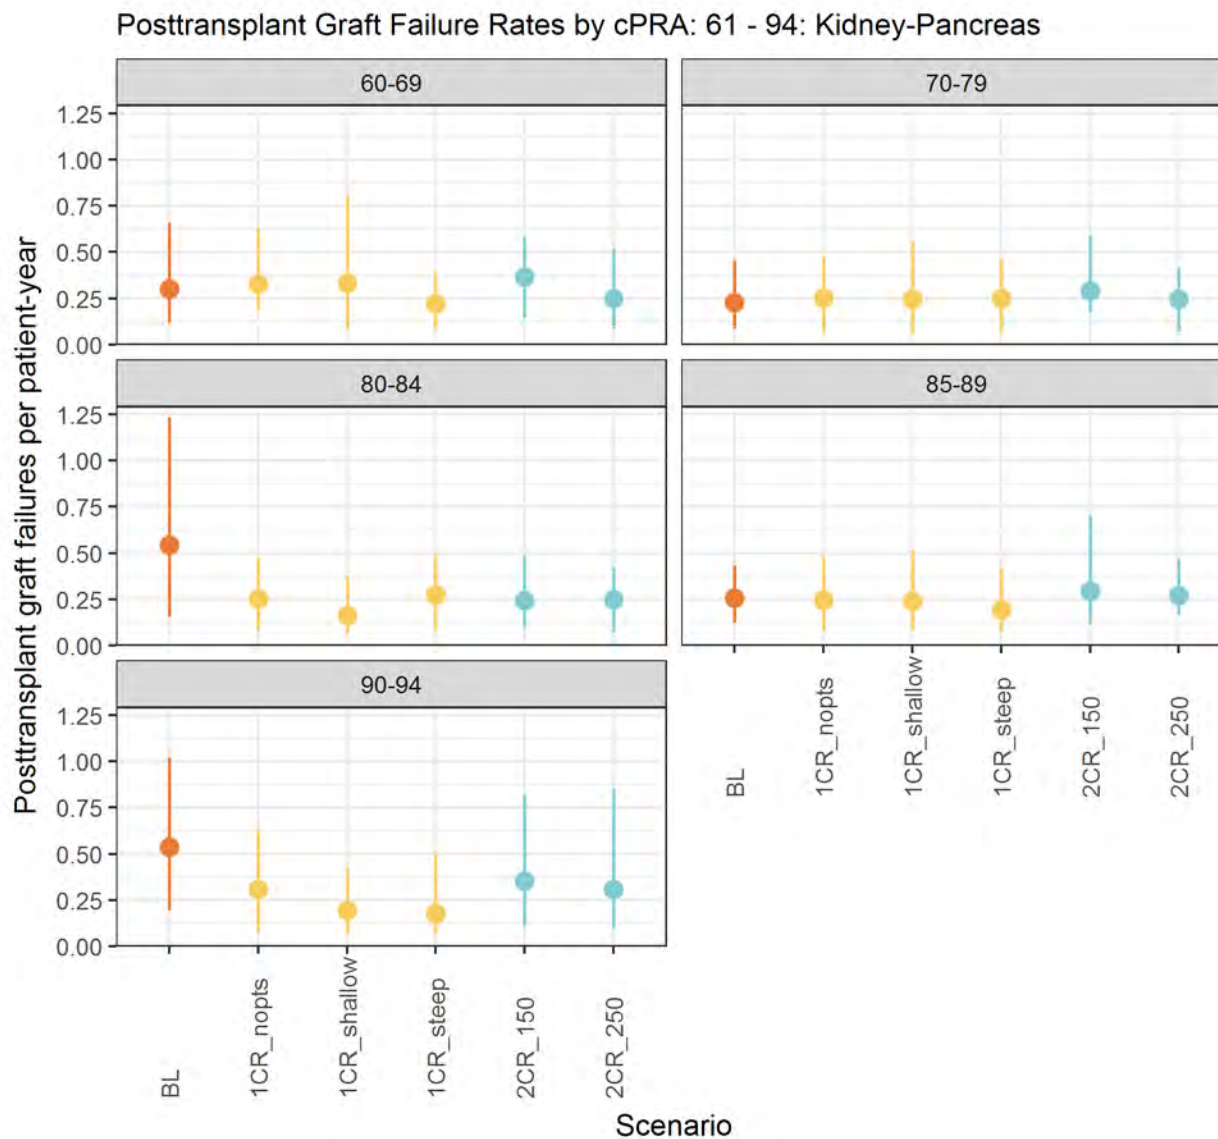 Posttransplant Graft Failure Rates by cPRA: 61 - 94: Kidney-Pancreas
Posttransplant graft failures per patient-year
60-69
70-79
1.25
1.00
0.75
0.50
0.25
0.00
80-84
85-89
1.25
1.00
0.75
0.50
0.25
0.00
BL
1CR_nopts
1CR_shallow
1CR_steep
2CR_150
2CR_250
90-94
1.25
1.00
0.75
0.50
0.25
0.00
BL
1CR_nopts
1CR_shallow
1CR_steep
2CR_150
2CR_250
Scenario